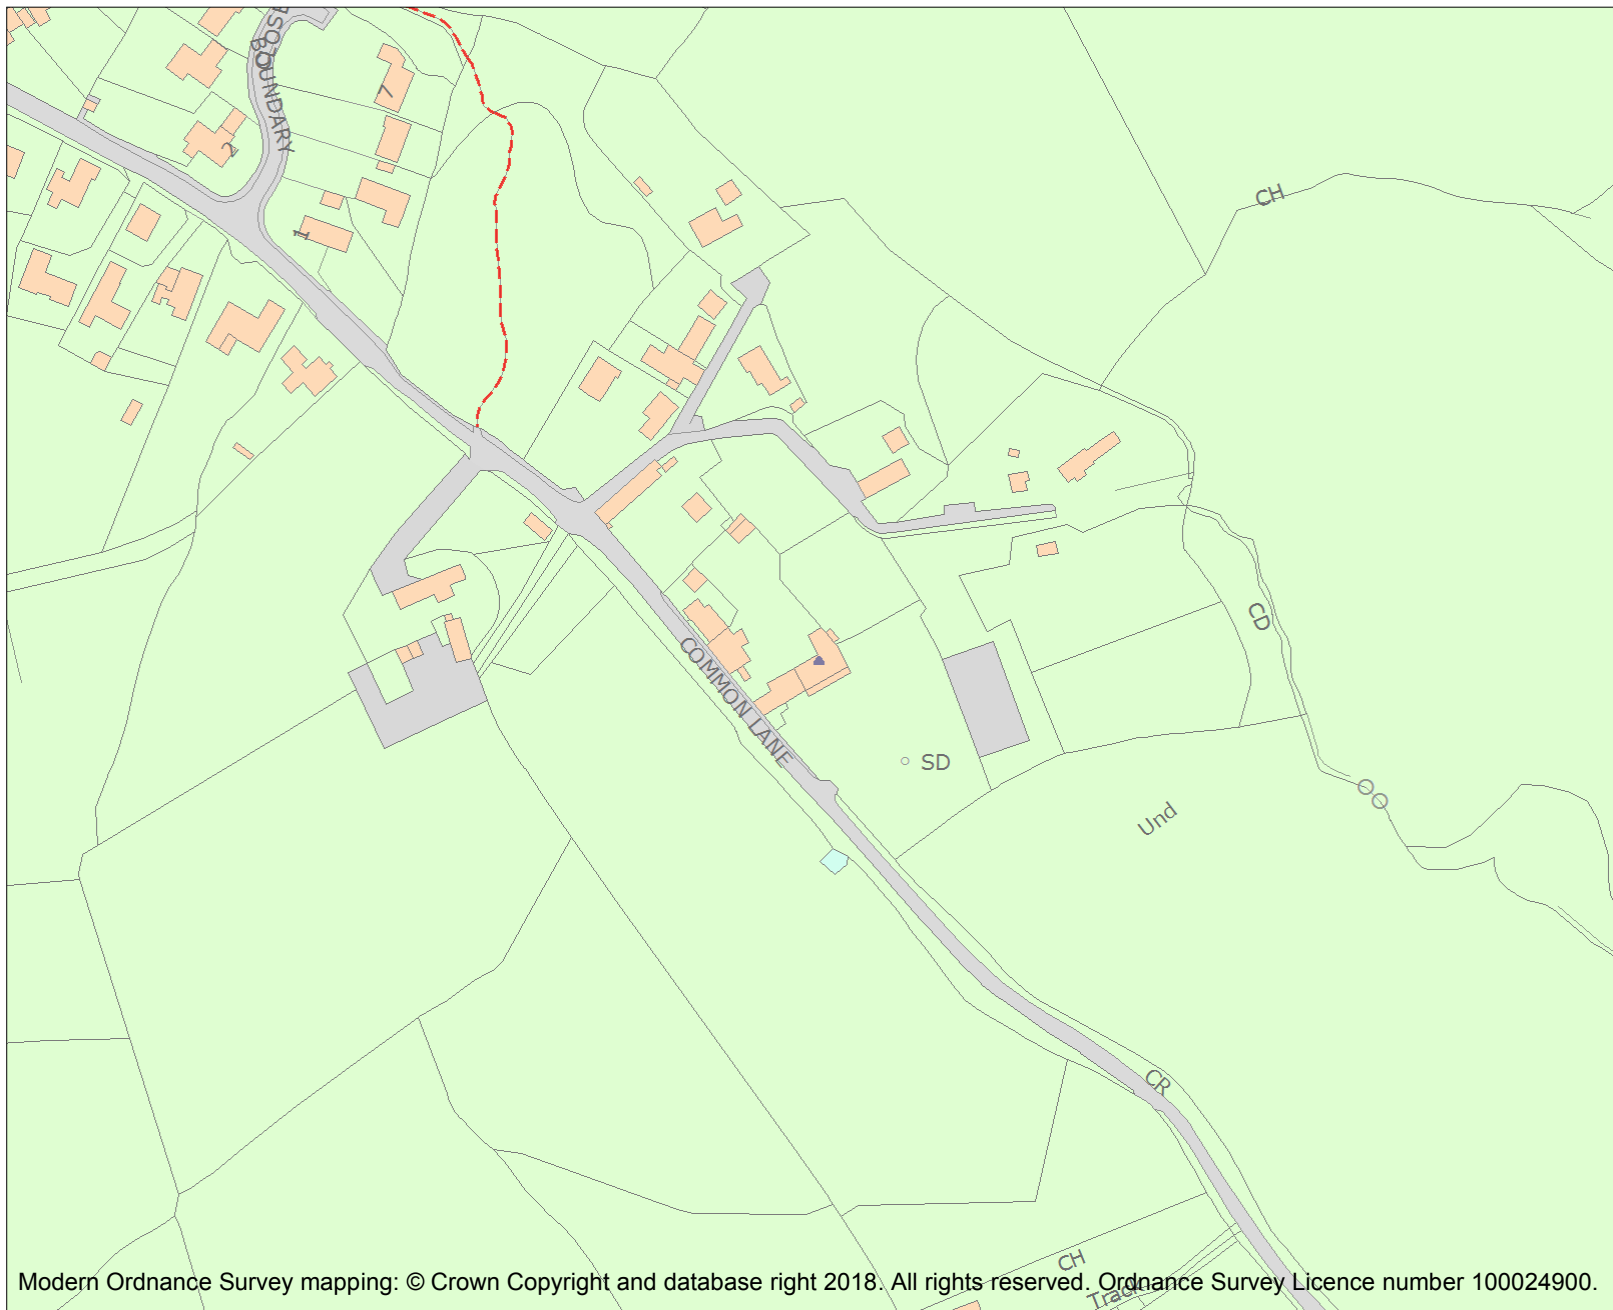 BOUNDARY
CLOSE
7
2
1
CH
CD
COMMON LANE
SD
Und
CR
CH
Track
Modern Ordnance Survey mapping: © Crown Copyright and database right 2018. All rights reserved. Ordnance Survey Licence number 100024900.